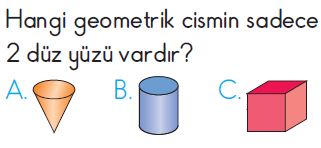 Hangi geometrik cismin sadece
2 düz yüzü vardır?
A. B. C.